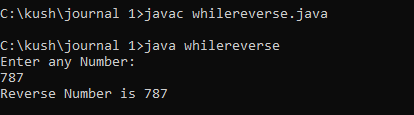 C:\kush\journal 1>javac whilereverse.java
C:\kush\journal 1>java whilereverse
Enter any Number:
787
Reverse Number is 787